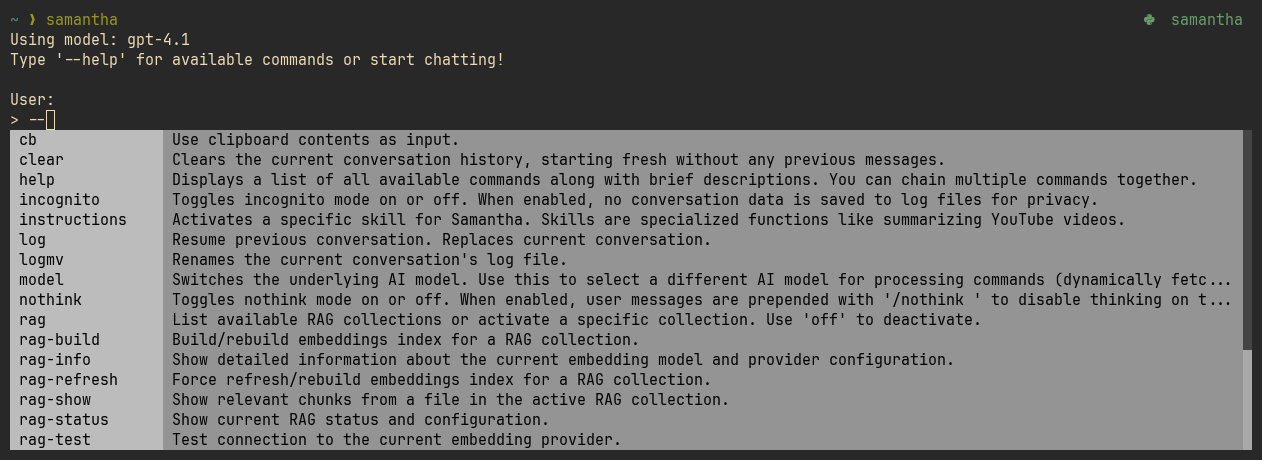 ~ ❱ samantha samantha
Using model: gpt-4.1
Type '--help' for available commands or start chatting!
User:
> --
cb Use clipboard contents as input.
clear Clears the current conversation history, starting fresh without any previous messages.
help Displays a list of all available commands along with brief descriptions. You can chain multiple commands together.
incognito Toggles incognito mode on or off. When enabled, no conversation data is saved to log files for privacy.
instructions Activates a specific skill for Samantha. Skills are specialized functions like summarizing YouTube videos.
log Resume previous conversation. Replaces current conversation.
logmv Renames the current conversation's log file.
model Switches the underlying AI model. Use this to select a different AI model for processing commands (dynamically fetc...
nothink Toggles nothink mode on or off. When enabled, user messages are prepended with '/nothink ' to disable thinking on t...
rag List available RAG collections or activate a specific collection. Use 'off' to deactivate.
rag-build Build/rebuild embeddings index for a RAG collection.
rag-info Show detailed information about the current embedding model and provider configuration.
rag-refresh Force refresh/rebuild embeddings index for a RAG collection.
rag-show Show relevant chunks from a file in the active RAG collection.
rag-status Show current RAG status and configuration.
rag-test Test connection to the current embedding provider.